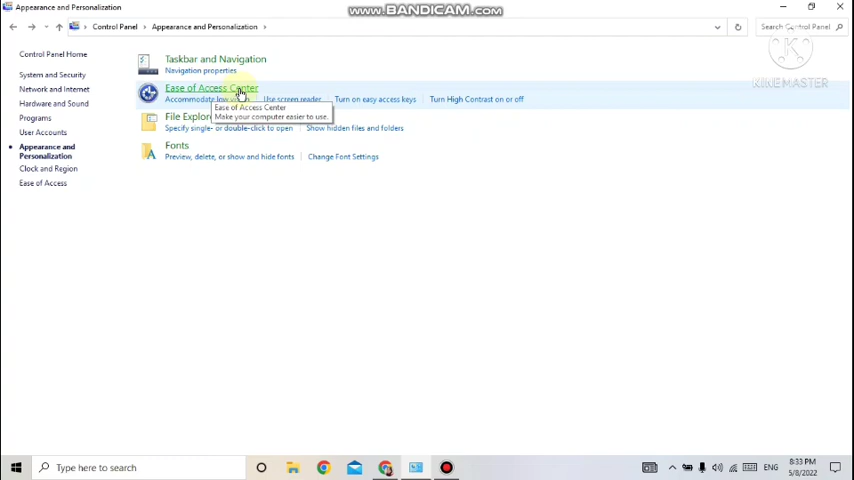 Appearance and Personalization
www.BANDICAM.com
Control Panel > Appearance and Personalization >
Search Control Panel
KINEMASTER
Control Panel Home
System and Security
Network and Internet
Hardware and Sound
Programs
User Accounts
Appearance and
Personalization
Clock and Region
Ease of Access
Taskbar and Navigation
Navigation properties
Ease of Access Center
Accommodate low Use screen reader Turn on easy access keys Turn High Contrast on or off
Ease of Access Center
Make your computer easier to use.
File Explor
Specify single- or double-click to open Show hidden files and folders
Fonts
Preview, delete, or show and hide fonts Change Font Settings
Type here to search
ENG
8:33 PM
5/8/2022